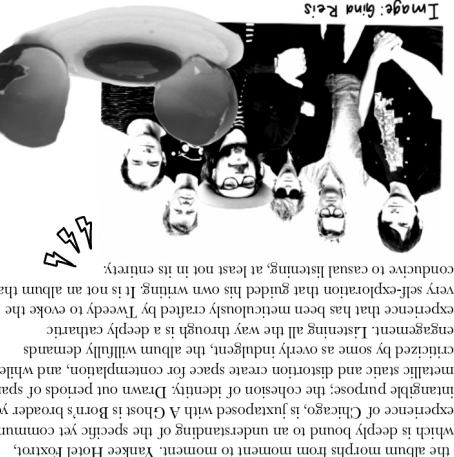 the album morphs from moment to moment. Yankee Hotel Foxtrot,
which is deeply bound to an understanding of the specific yet
experience of Chicago, is juxtaposed with A Ghost is Born's broader
intangible purpose; the cohesion of identity. Drawn out periods of
metallic static and distortion create space for contemplation, and while
criticized by some as overly indulgent, the album willfully demands
engagement. Listening all the way through is a deeply cathartic
experience that has been meticulously crafted by Tweedy to evoke the
very self-exploration that guided his own writing. It is not an album
conducive to casual listening, at least not in its entirety.
Image: Gina Reis